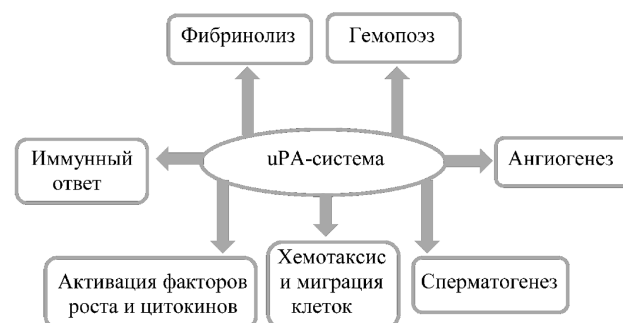 Фибринолиз
Гемопоэз
Иммунный
ответ
uPA-система
Ангиогенез
Активация факторов
роста и цитокинов
Хемотаксис
и миграция
клеток
Сперматогенез